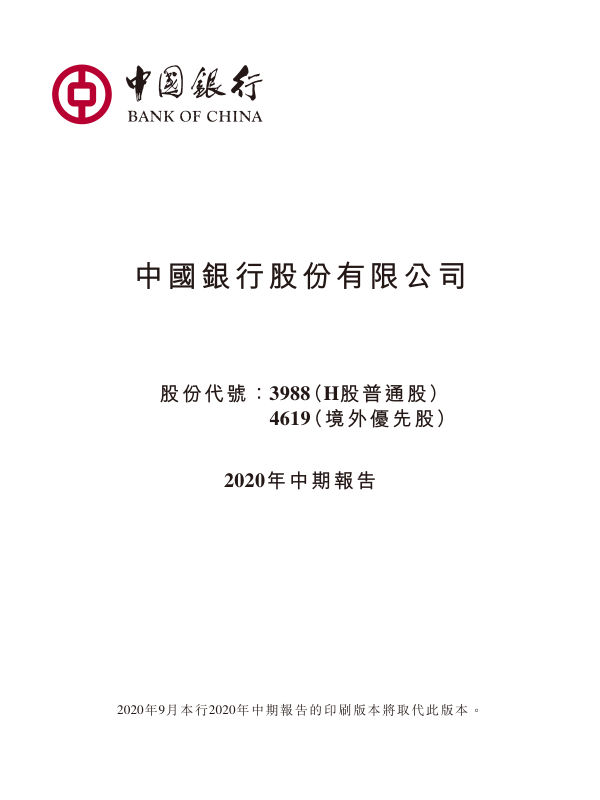 中國銀行
BANK OF CHINA
中國銀行股份有限公司
股份代號：3988（H股普通股）
4619（境外優先股）
2020年中期報告
2020年9月本行2020年中期報告的印刷版本將取代此版本。